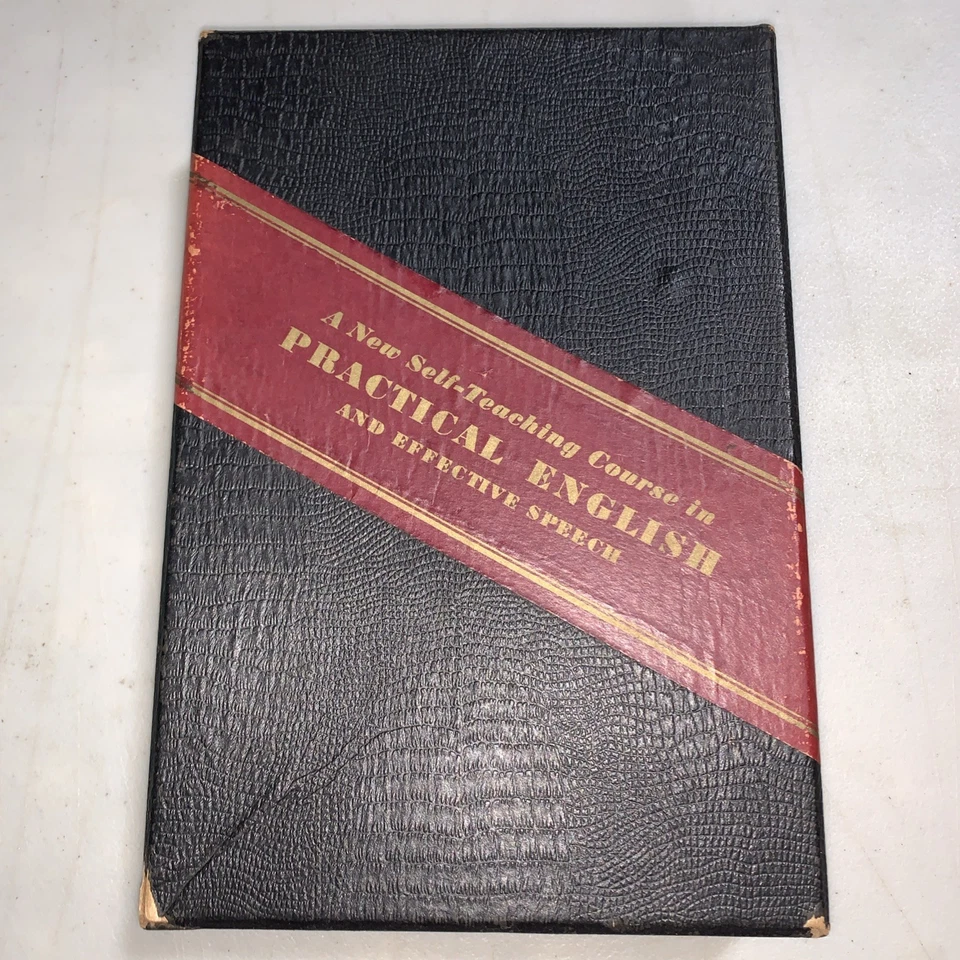 A New Self-Teaching Course in
PRACTICAL ENGLISH
AND EFFECTIVE SPEECH